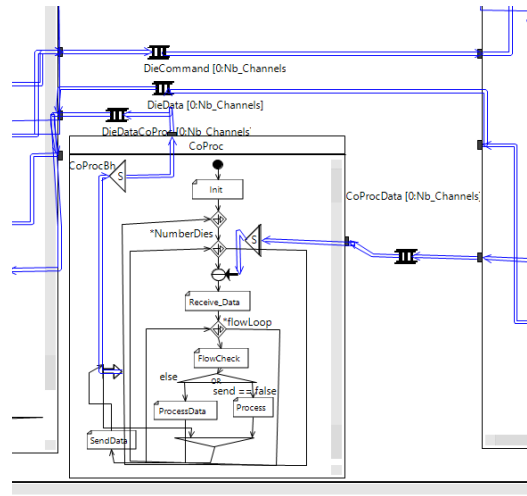 DieCommand [0:Nb_Channels
DieData [0:Nb_Channels]
DieDataCoProc [0:Nb_Channels]
CoProc
CoProcBh
S
Init
CoProcData [0:Nb_Channels]
*NumberDies
S
Receive_Data
*flowLoop
FlowCheck
else
OR
send == false
ProcessData
Process
SendData